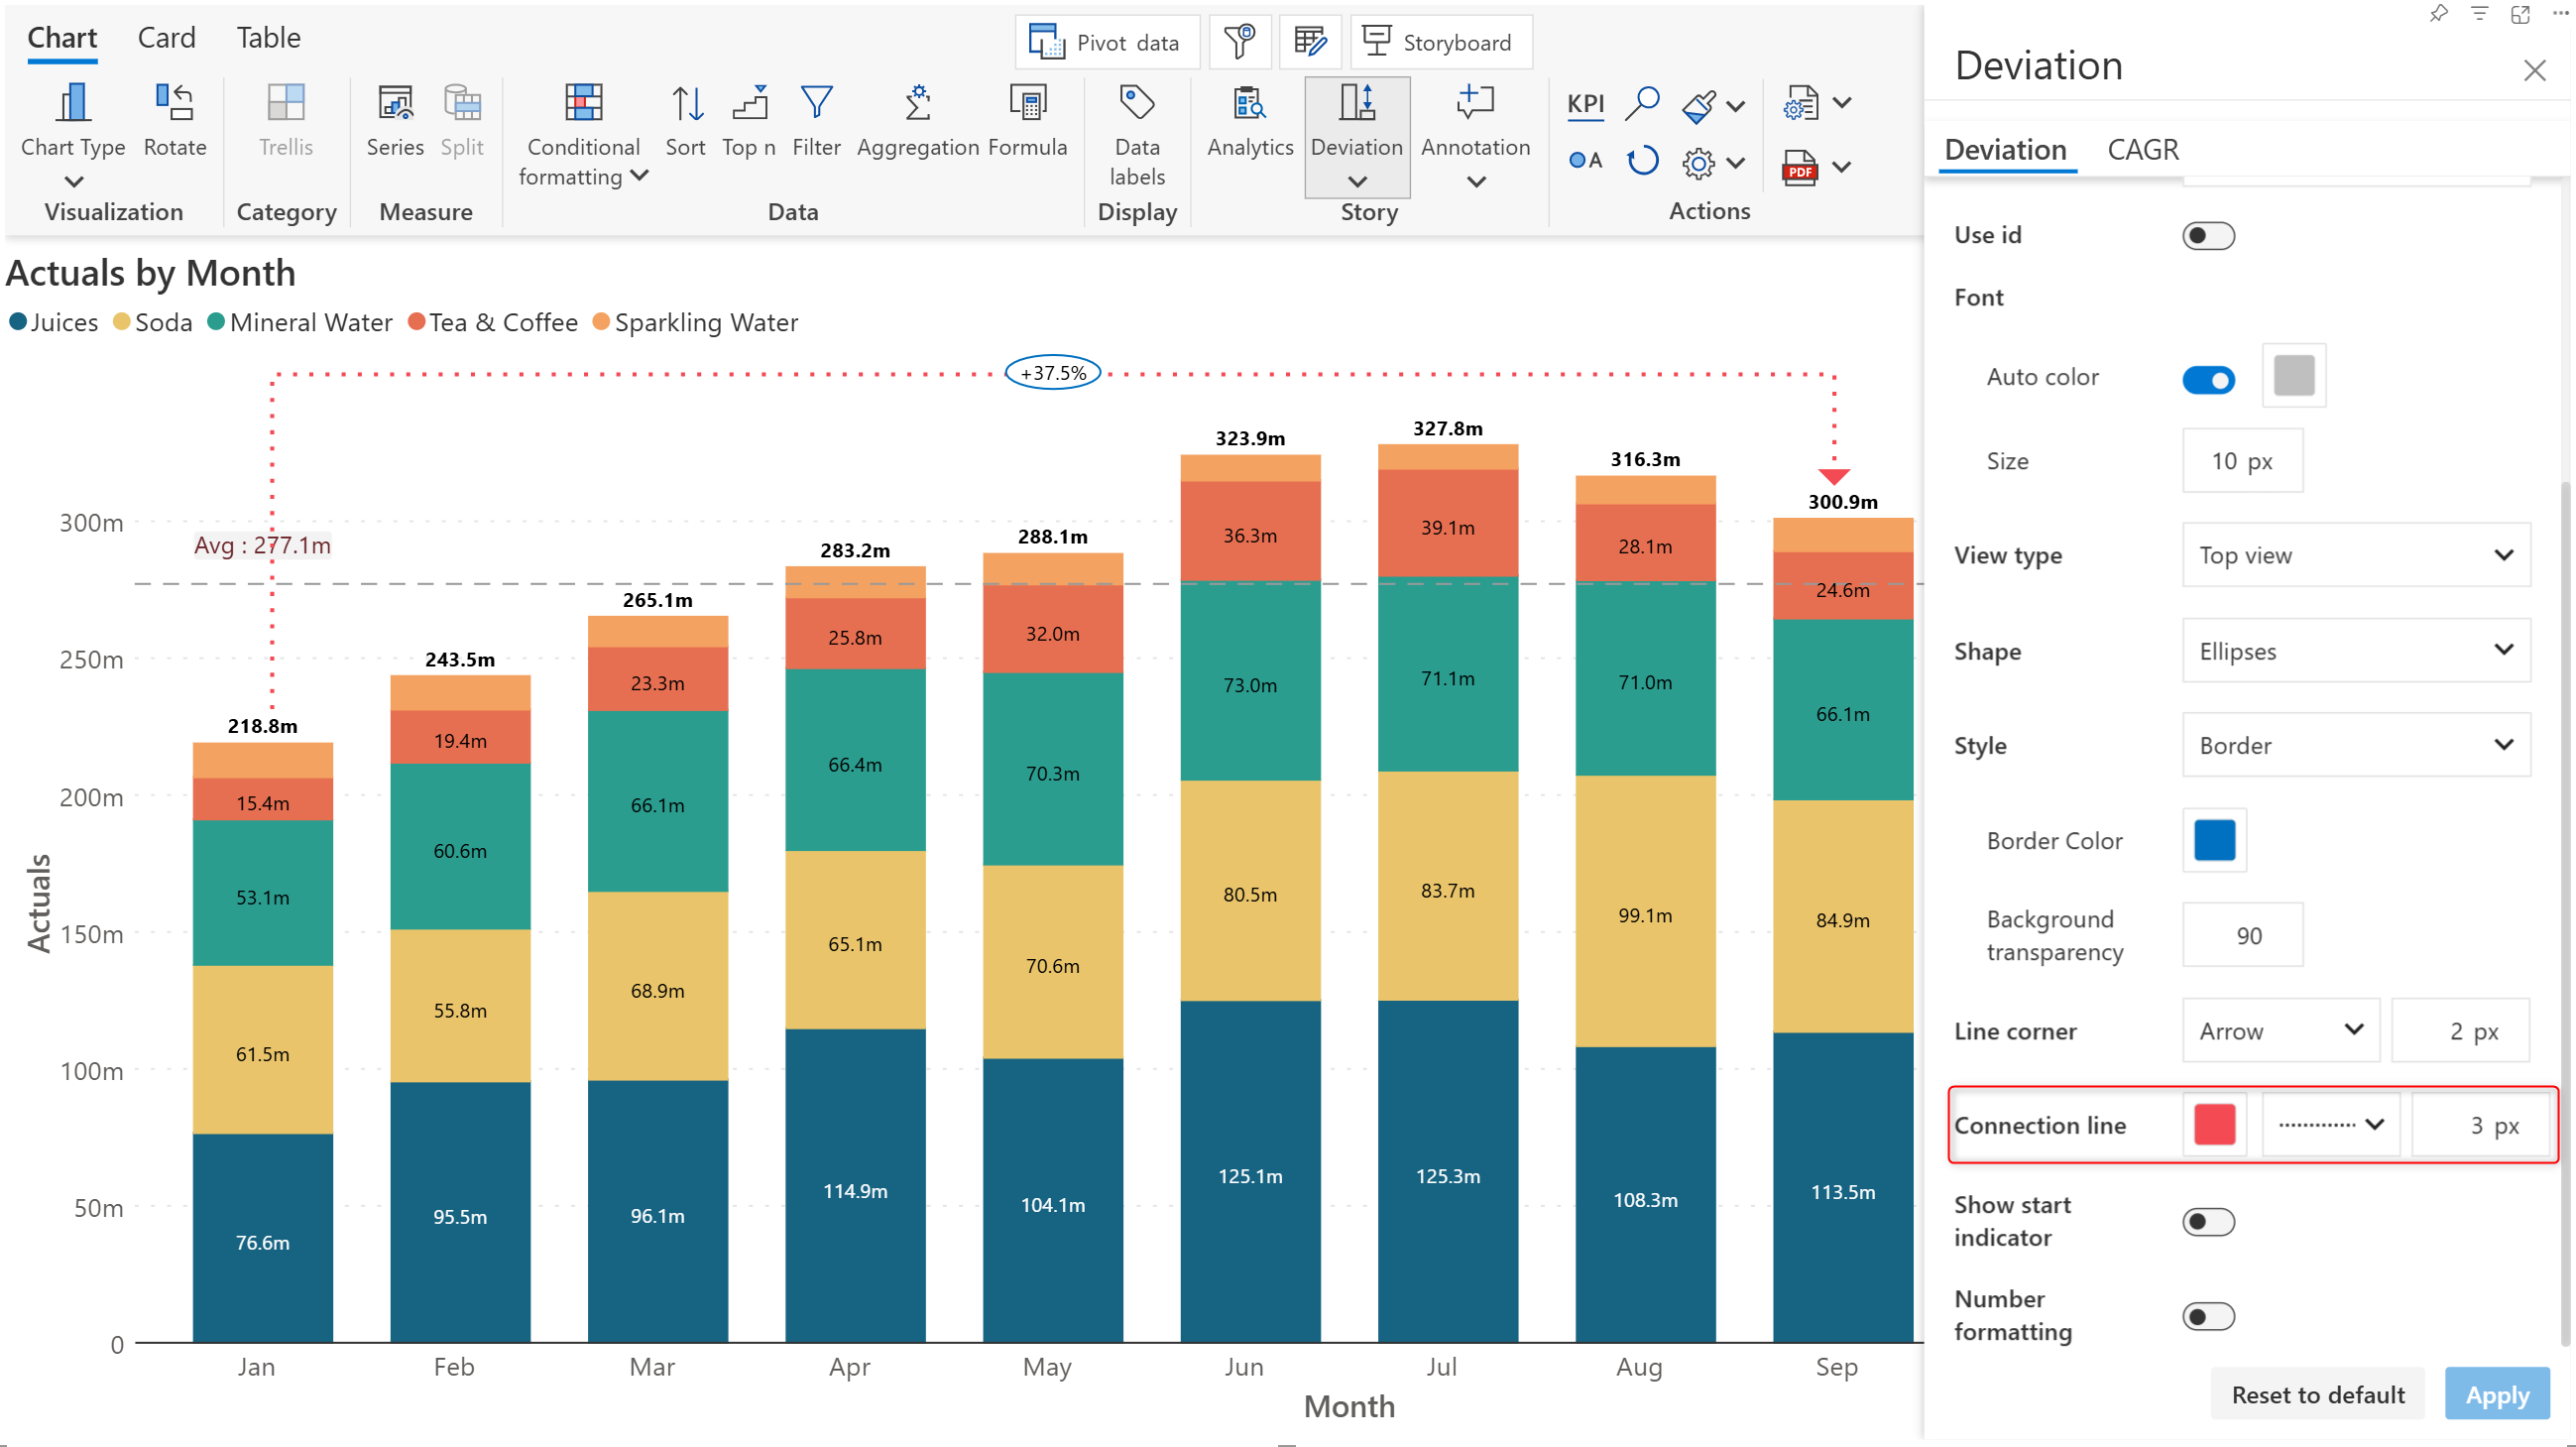 Chart Card Table
Pivot data
Storyboard
Chart Type
Rotate
Visualization
Trellis
Category
Series
Split
Measure
Conditional
formatting
Sort
Top n
Filter
Aggregation
Formula
Data
Data
labels
Display
Analytics
Deviation
Annotation
Story
KPI
A
PDF
Actions
Actuals by Month
Juices Soda Mineral Water Tea & Coffee Sparkling Water
+37.5%
Avg : 277.1m
Actuals
300m
250m
200m
150m
100m
50m
0
218.8m
15.4m
53.1m
61.5m
76.6m
243.5m
19.4m
60.6m
55.8m
95.5m
265.1m
23.3m
66.1m
68.9m
96.1m
283.2m
25.8m
66.4m
65.1m
114.9m
288.1m
32.0m
70.3m
70.6m
104.1m
323.9m
36.3m
73.0m
80.5m
125.1m
327.8m
39.1m
71.1m
83.7m
125.3m
316.3m
28.1m
71.0m
99.1m
108.3m
300.9m
24.6m
66.1m
84.9m
113.5m
Jan Feb Mar Apr May Jun Jul Aug Sep
Month
Deviation
Deviation CAGR
Use id
Font
Auto color
Size 10 px
View type Top view
Shape Ellipses
Style Border
Border Color
Background
transparency 90
Line corner Arrow 2 px
Connection line 3 px
Show start
indicator
Number
formatting
Reset to default Apply